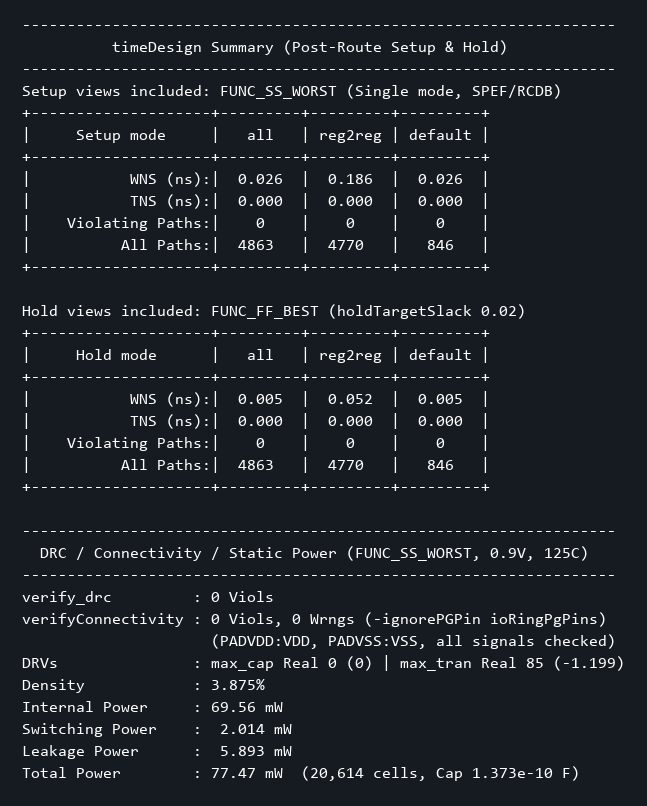 ------------------------------------------------------------------
timeDesign Summary (Post-Route Setup & Hold)
------------------------------------------------------------------
Setup views included: FUNC_SS_WORST (Single mode, SPEF/RCDB)
+--------------------+---------+---------+---------+
|     Setup mode     |   all   | reg2reg | default |
+--------------------+---------+---------+---------+
|           WNS (ns):|  0.026  |  0.186  |  0.026  |
|           TNS (ns):|  0.000  |  0.000  |  0.000  |
|    Violating Paths:|    0    |    0    |    0    |
|          All Paths:|  4863   |  4770   |   846   |
+--------------------+---------+---------+---------+
Hold views included: FUNC_FF_BEST (holdTargetSlack 0.02)
+--------------------+---------+---------+---------+
|     Hold mode      |   all   | reg2reg | default |
+--------------------+---------+---------+---------+
|           WNS (ns):|  0.005  |  0.052  |  0.005  |
|           TNS (ns):|  0.000  |  0.000  |  0.000  |
|    Violating Paths:|    0    |    0    |    0    |
|          All Paths:|  4863   |  4770   |   846   |
+--------------------+---------+---------+---------+
------------------------------------------------------------------
DRC / Connectivity / Static Power (FUNC_SS_WORST, 0.9V, 125C)
------------------------------------------------------------------
verify_drc         : 0 Viols
verifyConnectivity : 0 Viols, 0 Wrngs (-ignorePGPin ioRingPgPins)
(PADVDD:VDD, PADVSS:VSS, all signals checked)
DRVs               : max_cap Real 0 (0) | max_tran Real 85 (-1.199)
Density            : 3.875%
Internal Power     : 69.56 mW
Switching Power    :  2.014 mW
Leakage Power      :  5.893 mW
Total Power        : 77.47 mW  (20,614 cells, Cap 1.373e-10 F)